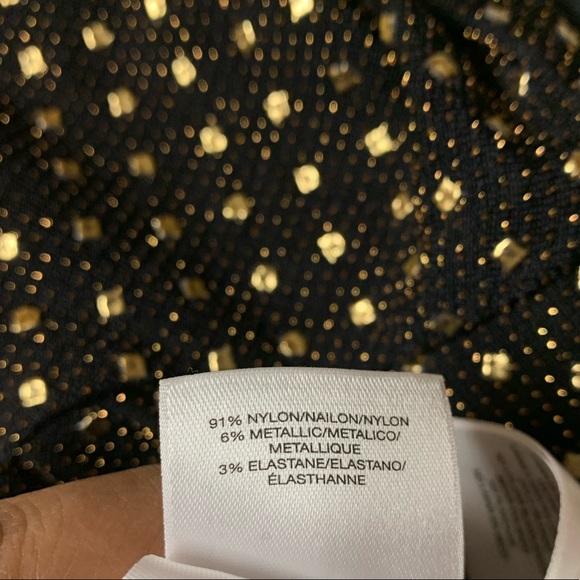 91% NYLON/NAILON/NYLON
6% METALLIC/METALICO/
METALLIQUE
3% ELASTANE/ELASTANO/
ÉLASTHANNE